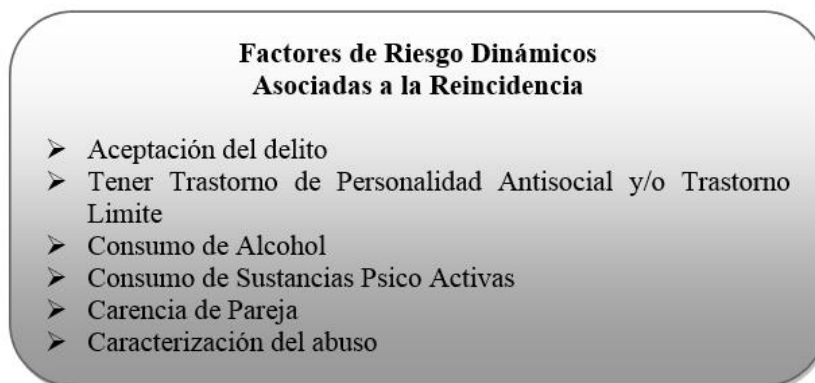 Factores de Riesgo Dinámicos
Asociadas a la Reincidencia
➢ Aceptación del delito
➢ Tener Trastorno de Personalidad Antisocial y/o Trastorno
Limite
➢ Consumo de Alcohol
➢ Consumo de Sustancias Psico Activas
➢ Carencia de Pareja
➢ Caracterización del abuso